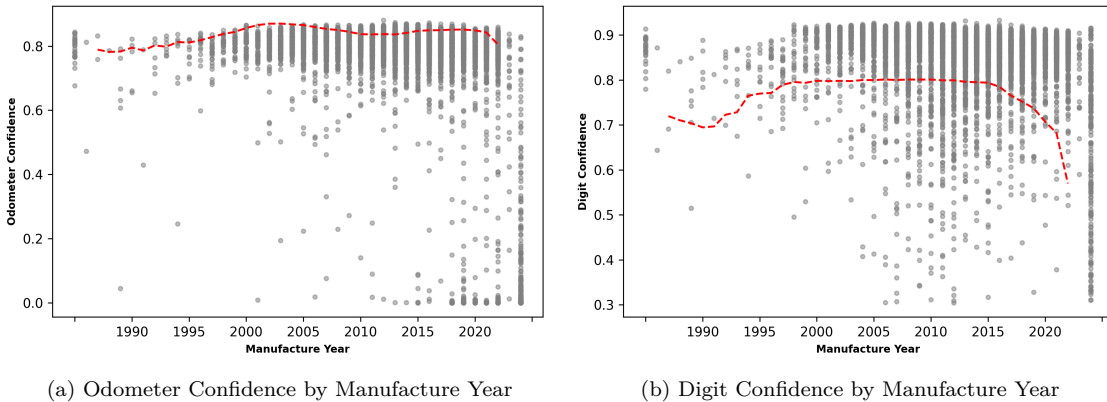 0.8
0.6
0.4
0.2
0.0
Odometer Confidence
1990 1995 2000 2005 2010 2015 2020
Manufacture Year
0.9
0.8
0.7
0.6
0.5
0.4
0.3
Digit Confidence
1990 1995 2000 2005 2010 2015 2020
Manufacture Year
(a) Odometer Confidence by Manufacture Year
(b) Digit Confidence by Manufacture Year